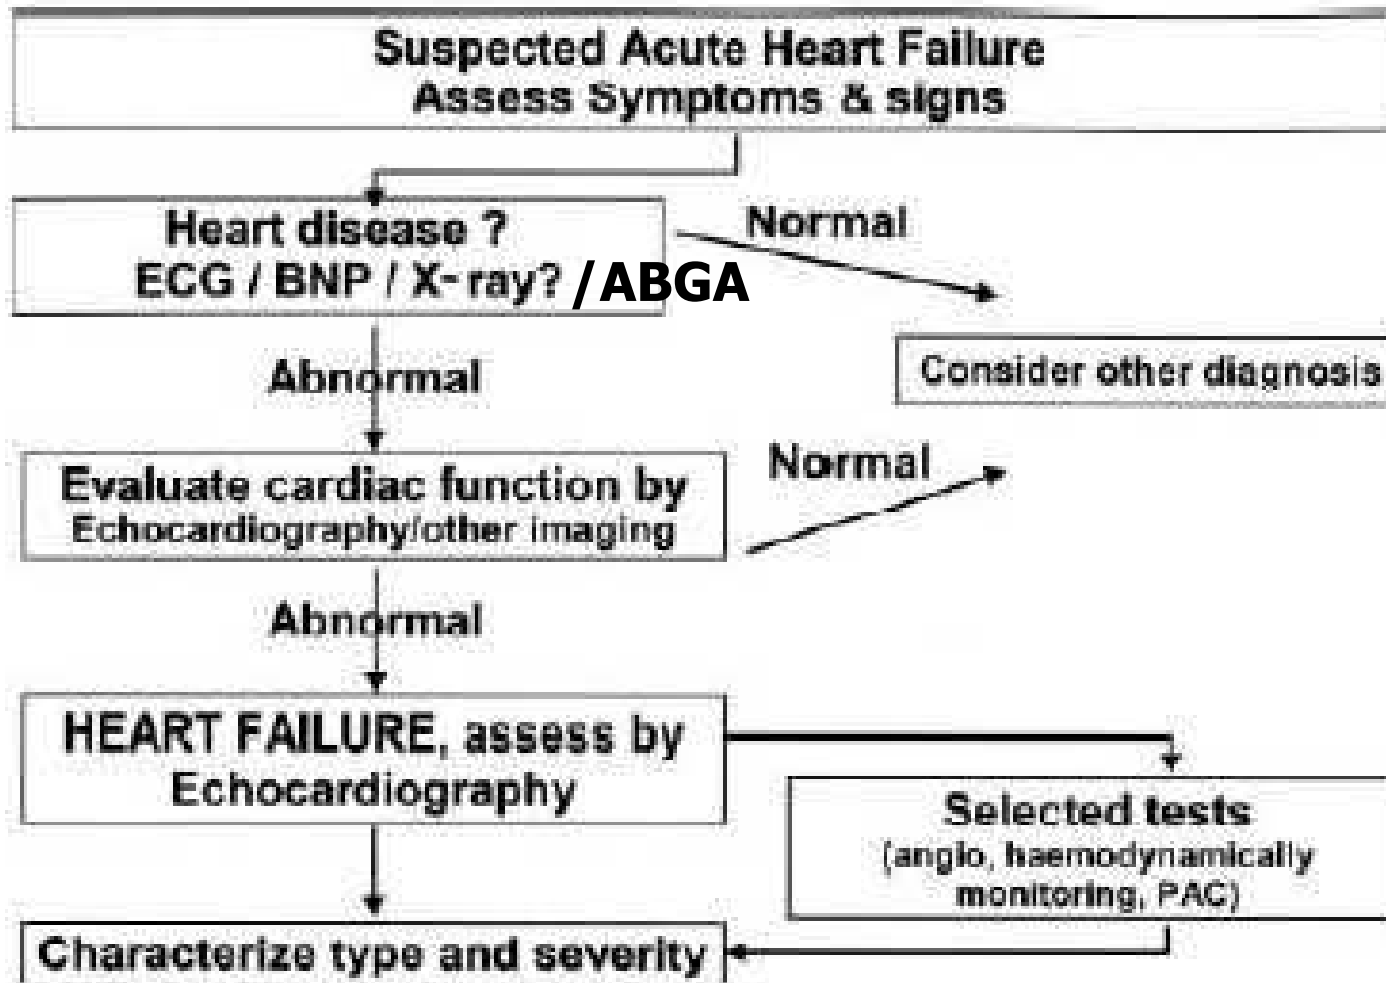 Suspected Acute Heart Failure
Assess Symptoms & signs
Heart disease ?
ECG / BNP / X-ray? /ABGA
Normal
Abnormal
Consider other diagnosis
Evaluate cardiac function by
Echocardiography/other imaging
Normal
Abnormal
HEART FAILURE, assess by
Echocardiography
Selected tests
(angio, haemodynamically
monitoring, PAC)
Characterize type and severity